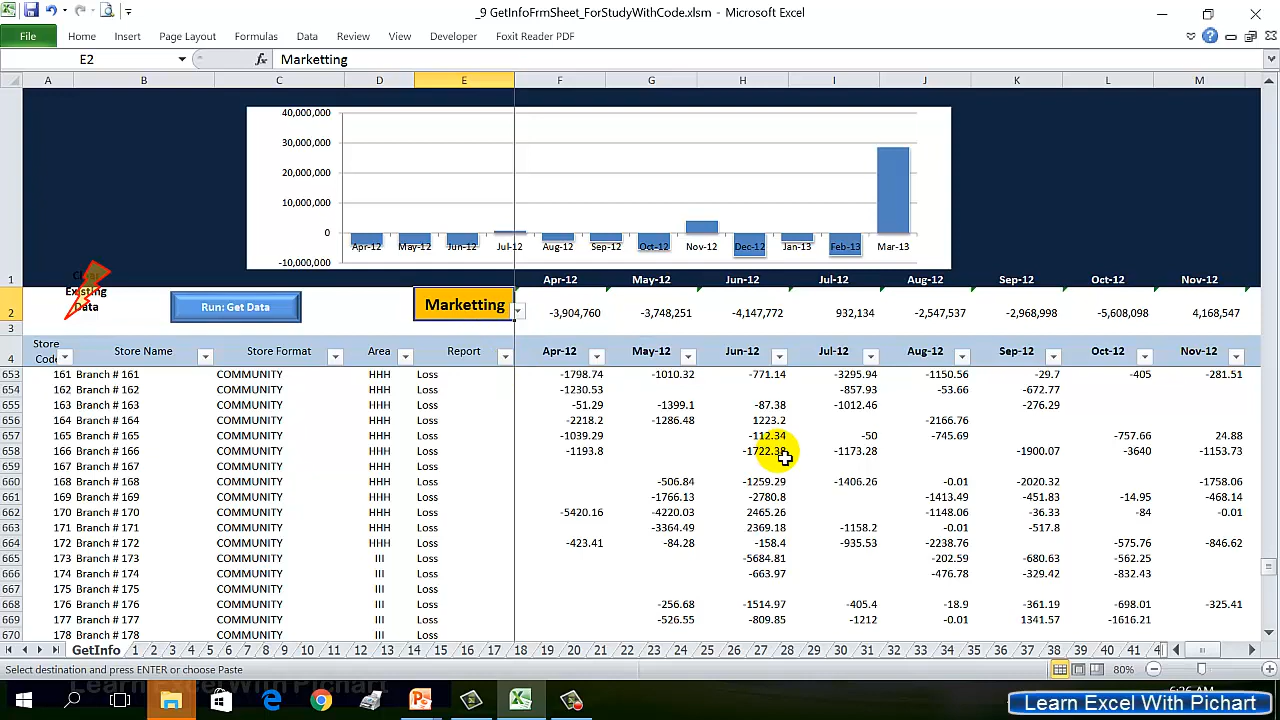 _9 GetInfoFrmSheet_ForStudyWithCode.xlsm - Microsoft Excel
File Home Insert Page Layout Formulas Data Review View Developer Foxit Reader PDF
E2 fx Marketting
A B C D E F G H I J K L M
40,000,000
30,000,000
20,000,000
10,000,000
0
-10,000,000
Apr-12 May-12 Jun-12 Jul-12 Aug-12 Sep-12 Oct-12 Nov-12 Dec-12 Jan-13 Feb-13 Mar-13
1 Apr-12 May-12 Jun-12 Jul-12 Aug-12 Sep-12 Oct-12 Nov-12
Existing
Data
Run: Get Data
Marketting
2 -3,904,760 -3,748,251 -4,147,772 932,134 -2,547,537 -2,968,998 -5,608,098 4,168,547
3
4 Store Code Store Name Store Format Area Report Apr-12 May-12 Jun-12 Jul-12 Aug-12 Sep-12 Oct-12 Nov-12
653 161 Branch # 161 COMMUNITY HHH Loss -1798.74 -1010.32 -771.14 -3295.94 -1150.56 -29.7 -405 -281.51
654 162 Branch # 162 COMMUNITY HHH Loss -1230.53 -857.93 -53.66 -672.77
655 163 Branch # 163 COMMUNITY HHH Loss -51.29 -1399.1 -87.38 -1012.46 -276.29
656 164 Branch # 164 COMMUNITY HHH Loss -2218.2 -1286.48 1223.2 -2166.76
657 165 Branch # 165 COMMUNITY HHH Loss -1039.29 -112.34 -50 -745.69 -757.66 24.88
658 166 Branch # 166 COMMUNITY HHH Loss -1193.8 -1722.38 -1173.28 -1900.07 -3640 -1153.73
659 167 Branch # 167 COMMUNITY HHH Loss
660 168 Branch # 168 COMMUNITY HHH Loss -506.84 -1259.29 -1406.26 -0.01 -2020.32 -1758.06
661 169 Branch # 169 COMMUNITY HHH Loss -1766.13 -2780.8 -1413.49 -451.83 -14.95 -468.14
662 170 Branch # 170 COMMUNITY HHH Loss -5420.16 -4220.03 2465.26 -1148.06 -36.33 -84 -0.01
663 171 Branch # 171 COMMUNITY HHH Loss -3364.49 2369.18 -1158.2 -0.01 -517.8
664 172 Branch # 172 COMMUNITY HHH Loss -423.41 -84.28 -158.4 -935.53 -2238.76 -575.76 -846.62
665 173 Branch # 173 COMMUNITY III Loss -5684.81 -202.59 -680.63 -562.25
666 174 Branch # 174 COMMUNITY III Loss -663.97 -476.78 -329.42 -832.43
667 175 Branch # 175 COMMUNITY III Loss
668 176 Branch # 176 COMMUNITY III Loss -256.68 -1514.97 -405.4 -18.9 -361.19 -698.01 -325.41
669 177 Branch # 177 COMMUNITY III Loss -526.55 -809.85 -1212 -0.01 1341.57 -1616.21
670 178 Branch # 178 COMMUNITY III Loss
GetInfo 1 2 3 4 5 6 7 8 9 10 11 12 13 14 15 16 17 18 19 20 21 22 23 24 25 26 27 28 29 30 31 32 33 34 35 36 37 38 39 40 41
Select destination and press ENTER or choose Paste 80%
Learn Excel With Pichart
Learn Excel With Pichart